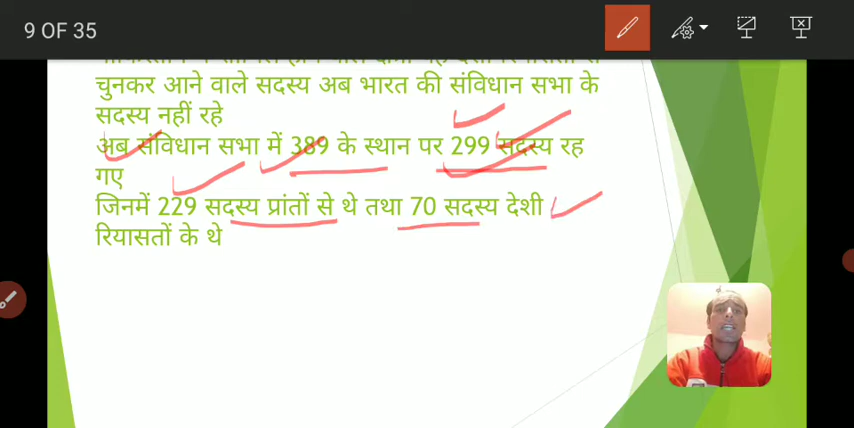 9 OF 35
चुनकर आने वाले सदस्य अब भारत की संविधान सभा के
सदस्य नहीं रहे
अब संविधान सभा में 389 के स्थान पर 299 सदस्य रह
गए
जिनमें 229 सदस्य प्रांतों से थे तथा 70 सदस्य देशी
रियासतों के थे